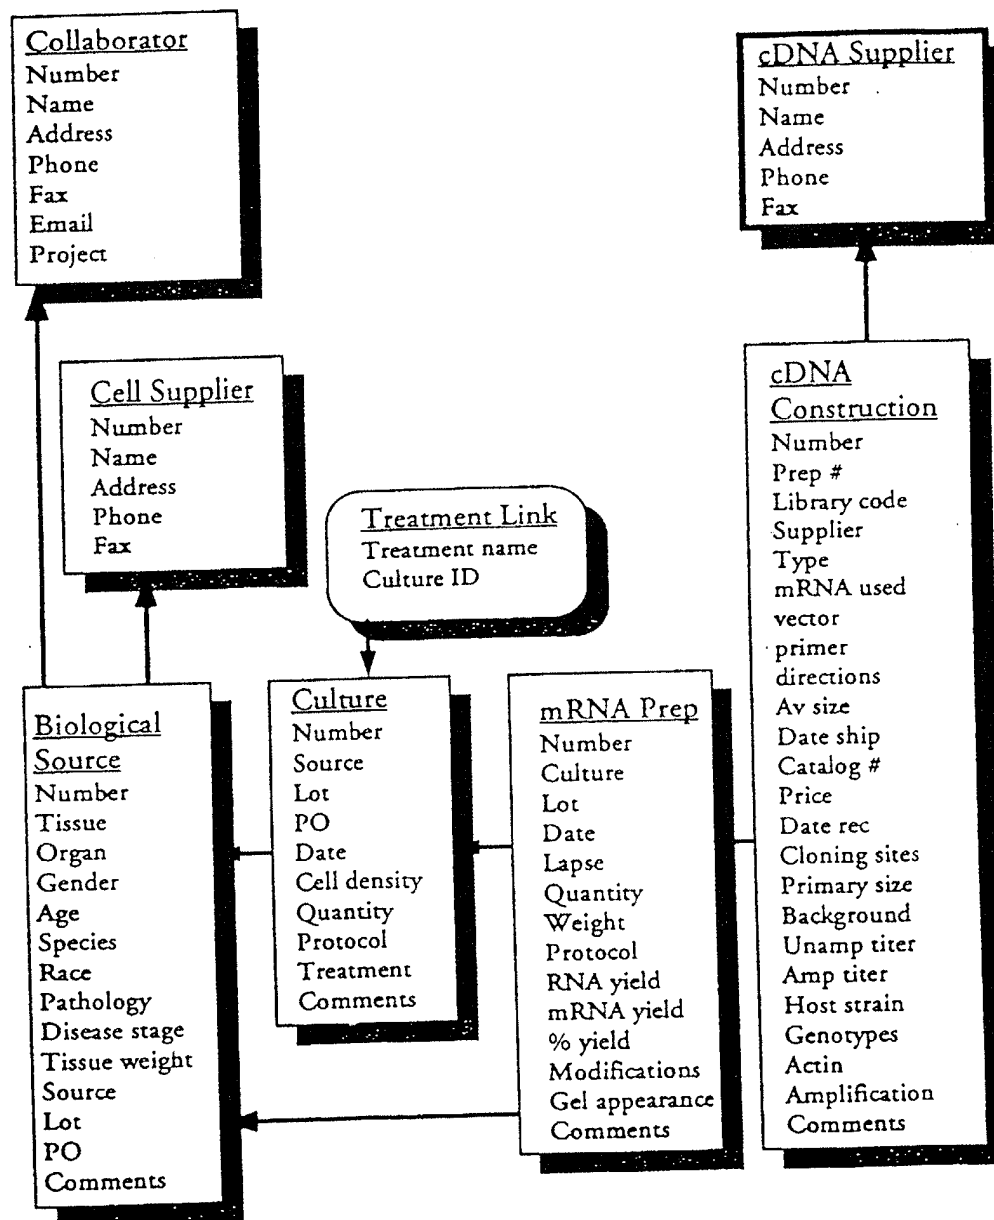 Collaborator
Number
Name
Address
Phone
Fax
Email
Project
cDNA Supplier
Number
Name
Address
Phone
Fax
Cell Supplier
Number
Name
Address
Phone
Fax
Treatment Link
Treatment name
Culture ID
Biological
Source
Number
Tissue
Organ
Gender
Age
Species
Race
Pathology
Disease stage
Tissue weight
Source
Lot
PO
Comments
Culture
Number
Source
Lot
PO
Date
Cell density
Quantity
Protocol
Treatment
Comments
mRNA Prep
Number
Culture
Lot
Date
Lapse
Quantity
Weight
Protocol
RNA yield
mRNA yield
% yield
Modifications
Gel appearance
Comments
cDNA
Construction
Number
Prep #
Library code
Supplier
Type
mRNA used
vector
primer
directions
Av size
Date ship
Catalog #
Price
Date rec
Cloning sites
Primary size
Background
Unamp titer
Amp titer
Host strain
Genotypes
Actin
Amplification
Comments